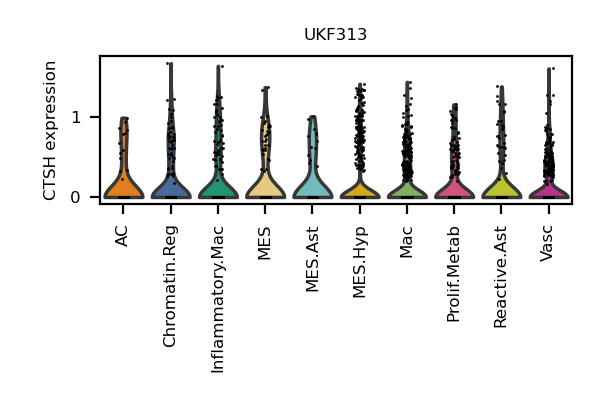 UKF313
CTSH expression
1
0
AC
Chromatin.Reg
Inflammatory.Mac
MES
MES.Ast
MES.Hyp
Mac
Prolif.Metab
Reactive.Ast
Vasc